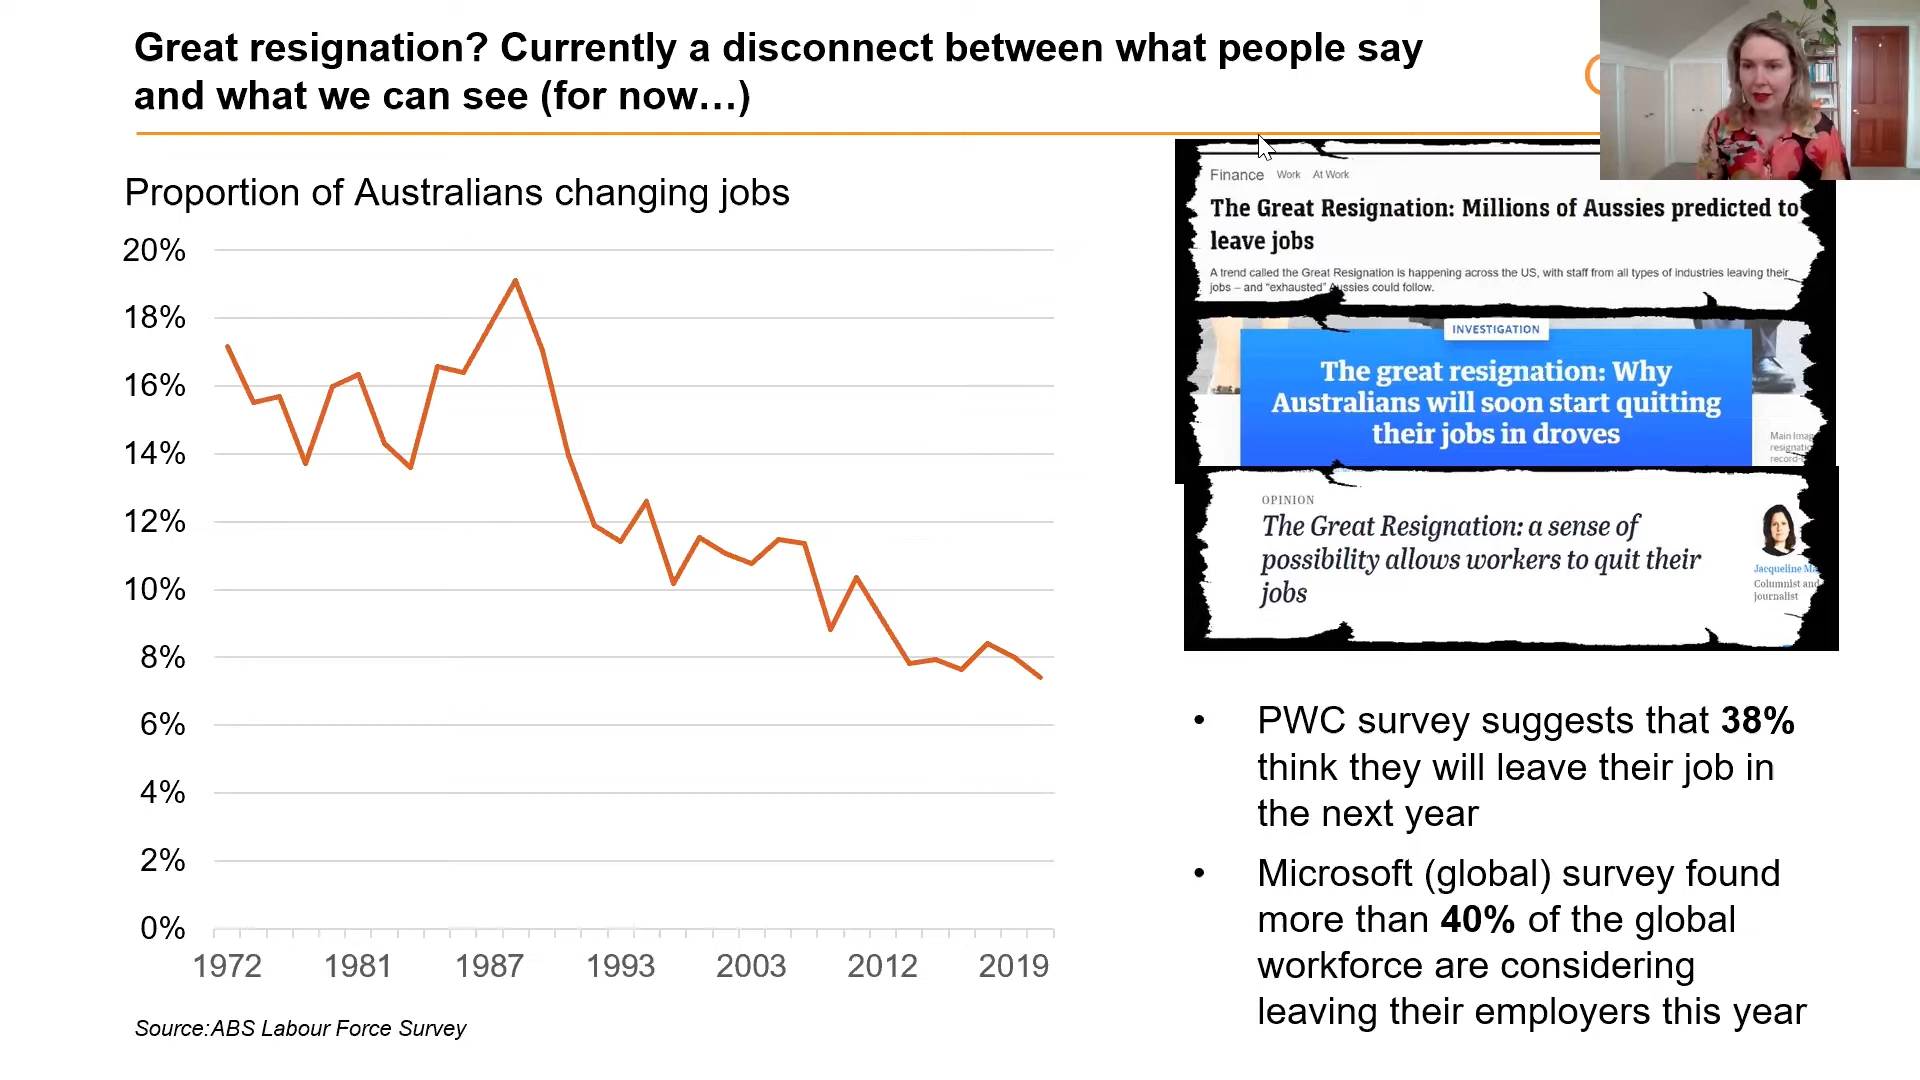 Great resignation? Currently a disconnect between what people say
and what we can see (for now…)
Proportion of Australians changing jobs
20%
18%
16%
14%
12%
10%
8%
6%
4%
2%
0%
1972 1981 1987 1993 2003 2012 2019
Source:ABS Labour Force Survey
Finance Work At Work
The Great Resignation: Millions of Aussies predicted to
leave jobs
A trend called the Great Resignation is happening across the US, with staff from all types of industries leaving their
jobs – and “exhausted” Aussies could follow.
INVESTIGATION
The great resignation: Why
Australians will soon start quitting
their jobs in droves
Main
OPINION
The Great Resignation: a sense of
possibility allows workers to quit their
jobs
Jacqueline
Columnist and
journalist
• PWC survey suggests that 38%
think they will leave their job in
the next year
• Microsoft (global) survey found
more than 40% of the global
workforce are considering
leaving their employers this year